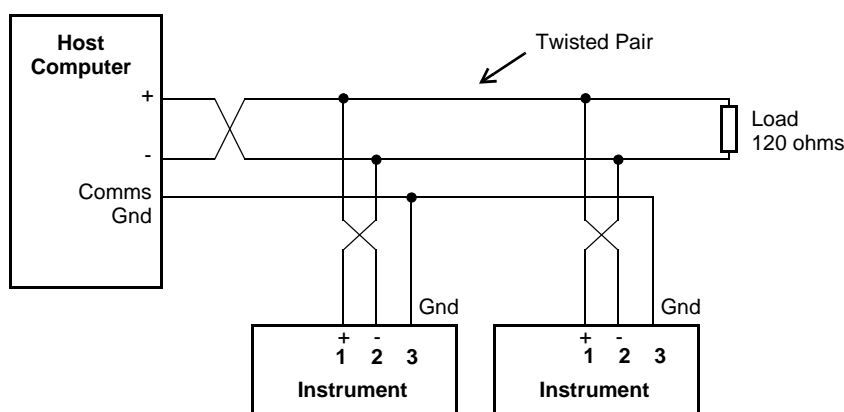 Host
Computer
Twisted Pair
+
-
Load
120 ohms
Comms
Gnd
Gnd
Gnd
+ -
1 2 3
Instrument
+ -
1 2 3
Instrument